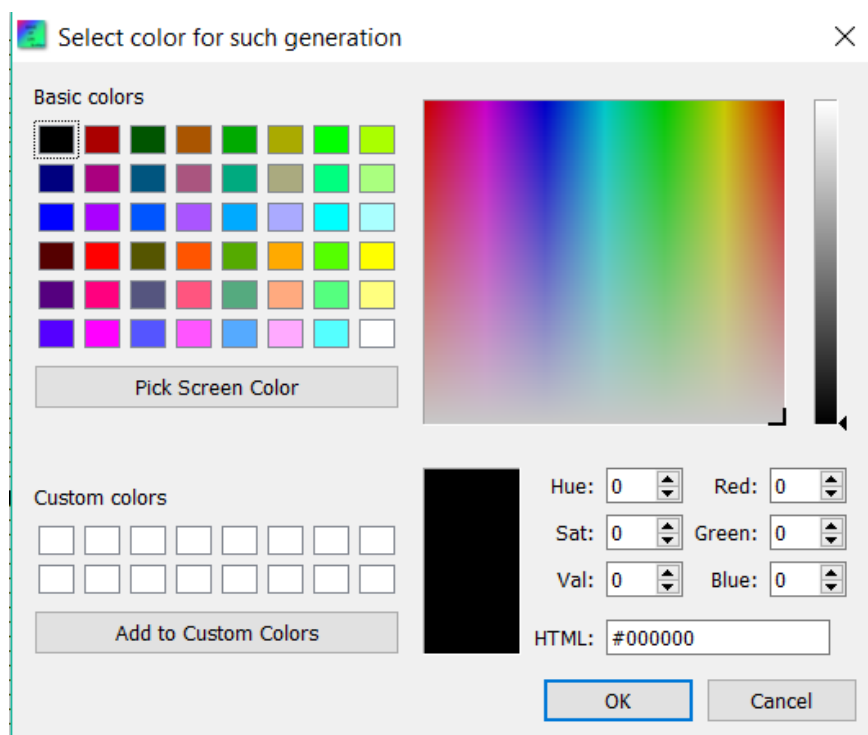 Select color for such generation
Basic colors
Pick Screen Color
Custom colors
Add to Custom Colors
Hue: 0 Red: 0
Sat: 0 Green: 0
Val: 0 Blue: 0
HTML: #000000
OK Cancel